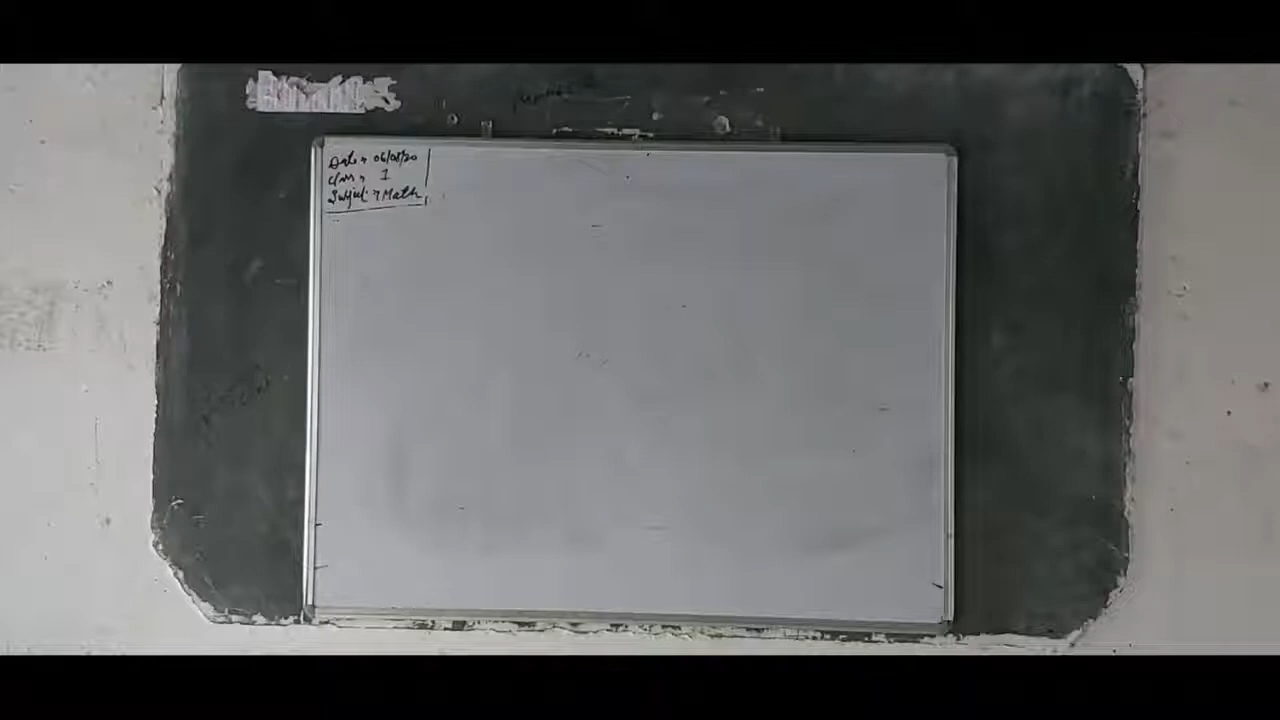 Date → 06/08/20
Class → 1
Subject → Math